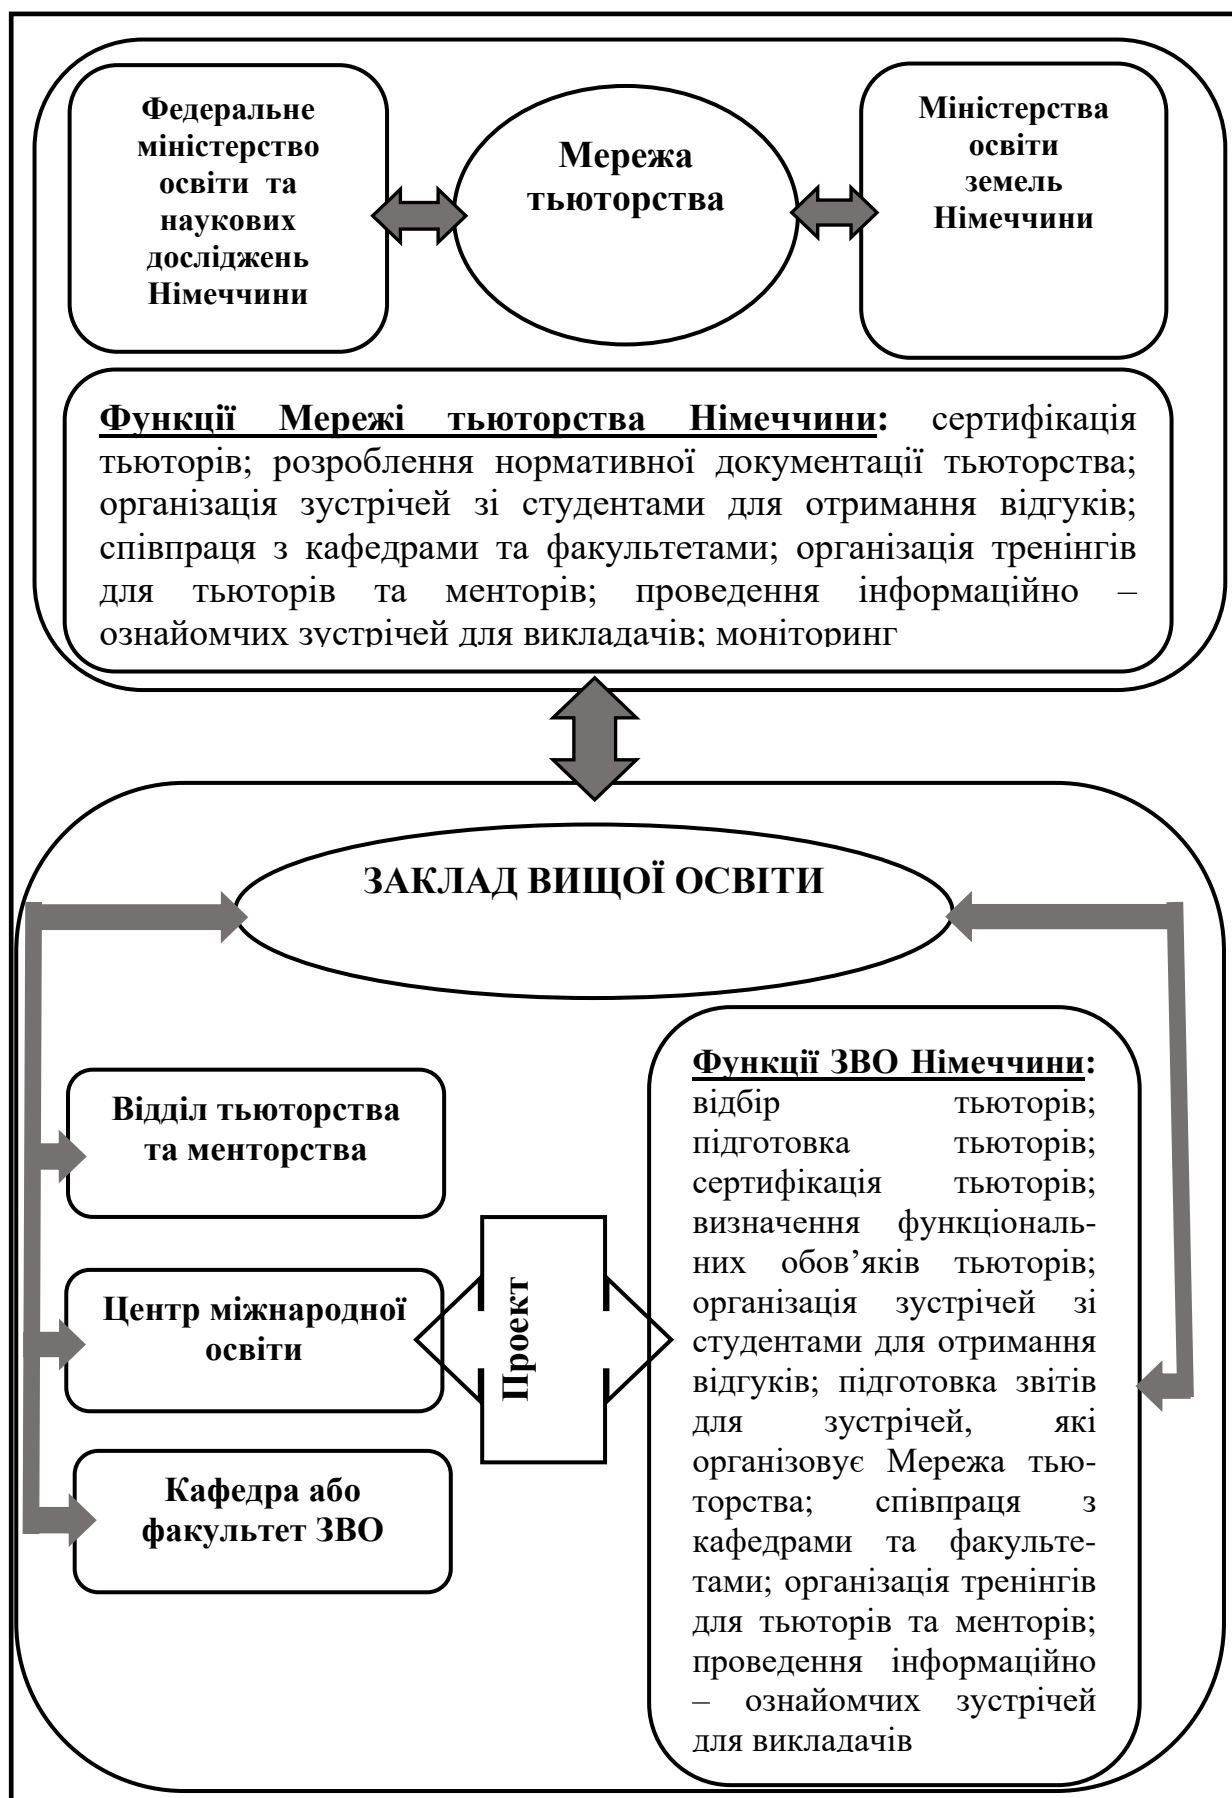 Федеральне
міністерство
освіти та
наукових
досліджень
Німеччини
Мережа
тьюторства
Міністерства
освіти
земель
Німеччини
Функції Мережі тьюторства Німеччини: сертифікація
тьюторів; розроблення нормативної документації тьюторства;
організація зустрічей зі студентами для отримання відгуків;
співпраця з кафедрами та факультетами; організація тренінгів
для тьюторів та менторів; проведення інформаційно –
ознайомчих зустрічей для викладачів; моніторинг
ЗАКЛАД ВИЩОЇ ОСВІТИ
Відділ тьюторства
та менторства
Центр міжнародної
освіти
Кафедра або
факультет ЗВО
Проект
Функції ЗВО Німеччини:
відбір тьюторів;
підготовка тьюторів;
сертифікація тьюторів;
визначення функціональ-
них обов’яків тьюторів;
організація зустрічей зі
студентами для отримання
відгуків; підготовка звітів
для зустрічей, які
організовує Мережа тью-
торства; співпраця з
кафедрами та факульте-
тами; організація тренінгів
для тьюторів та менторів;
проведення інформаційно
– ознайомчих зустрічей
для викладачів